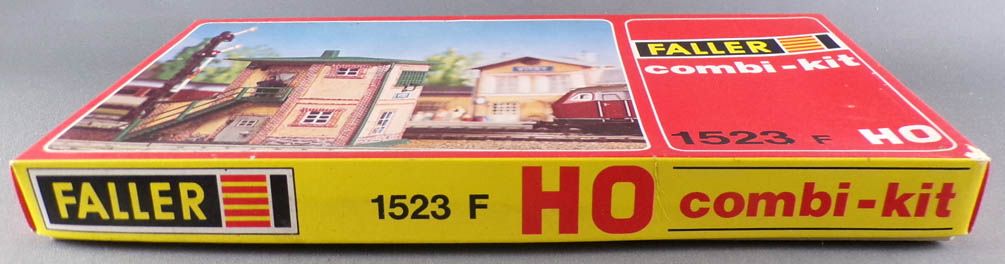 FALLER
combi-kit
1523 F HO
FALLER 1523 F HO combi-kit